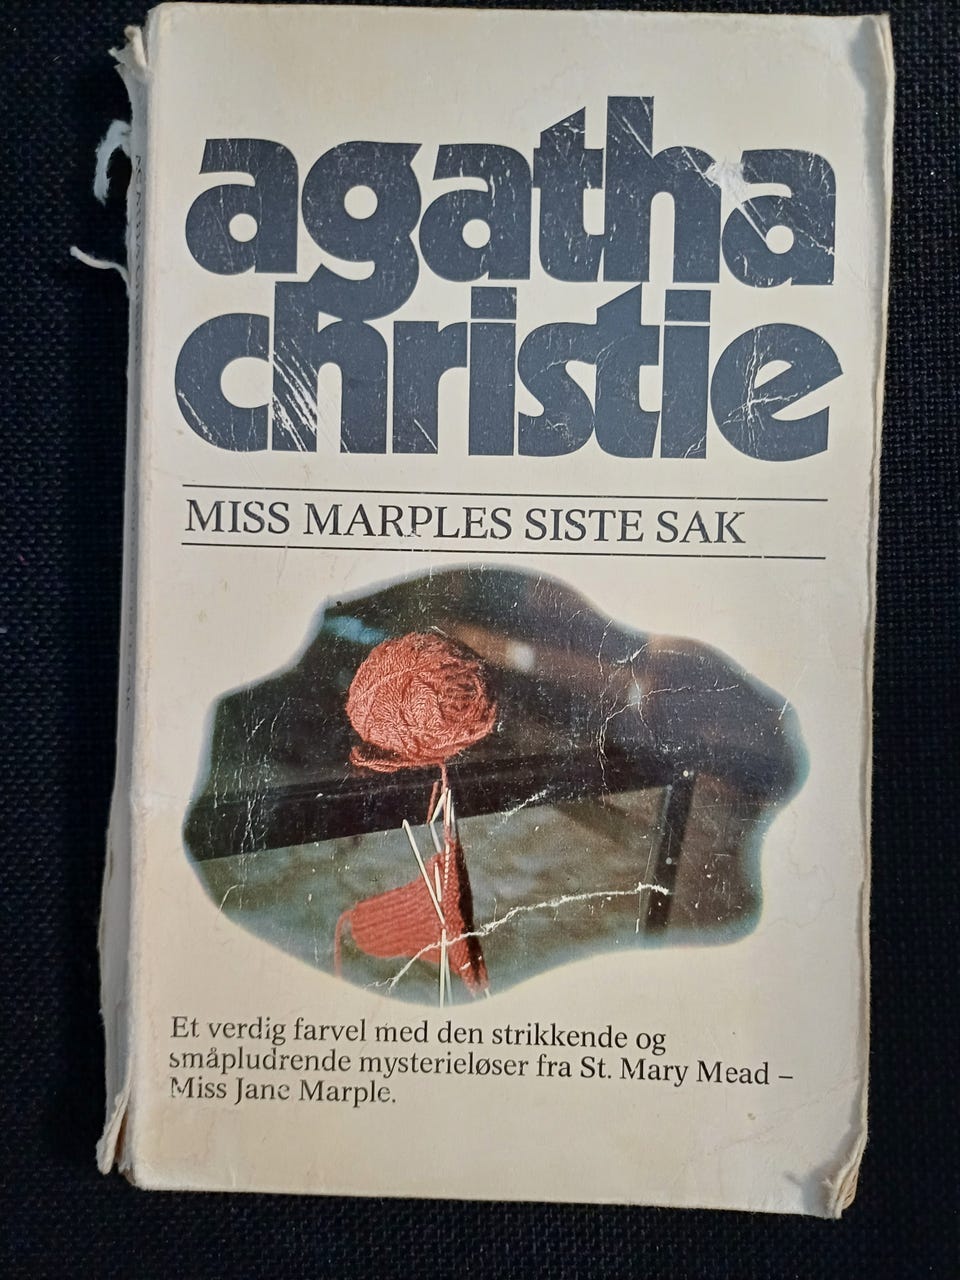 agatha
christie
MISS MARPLES SISTE SAK
Et verdig farvel med den strikkende og
småpludrende mysterieløser fra St. Mary Mead –
Miss Jane Marple.